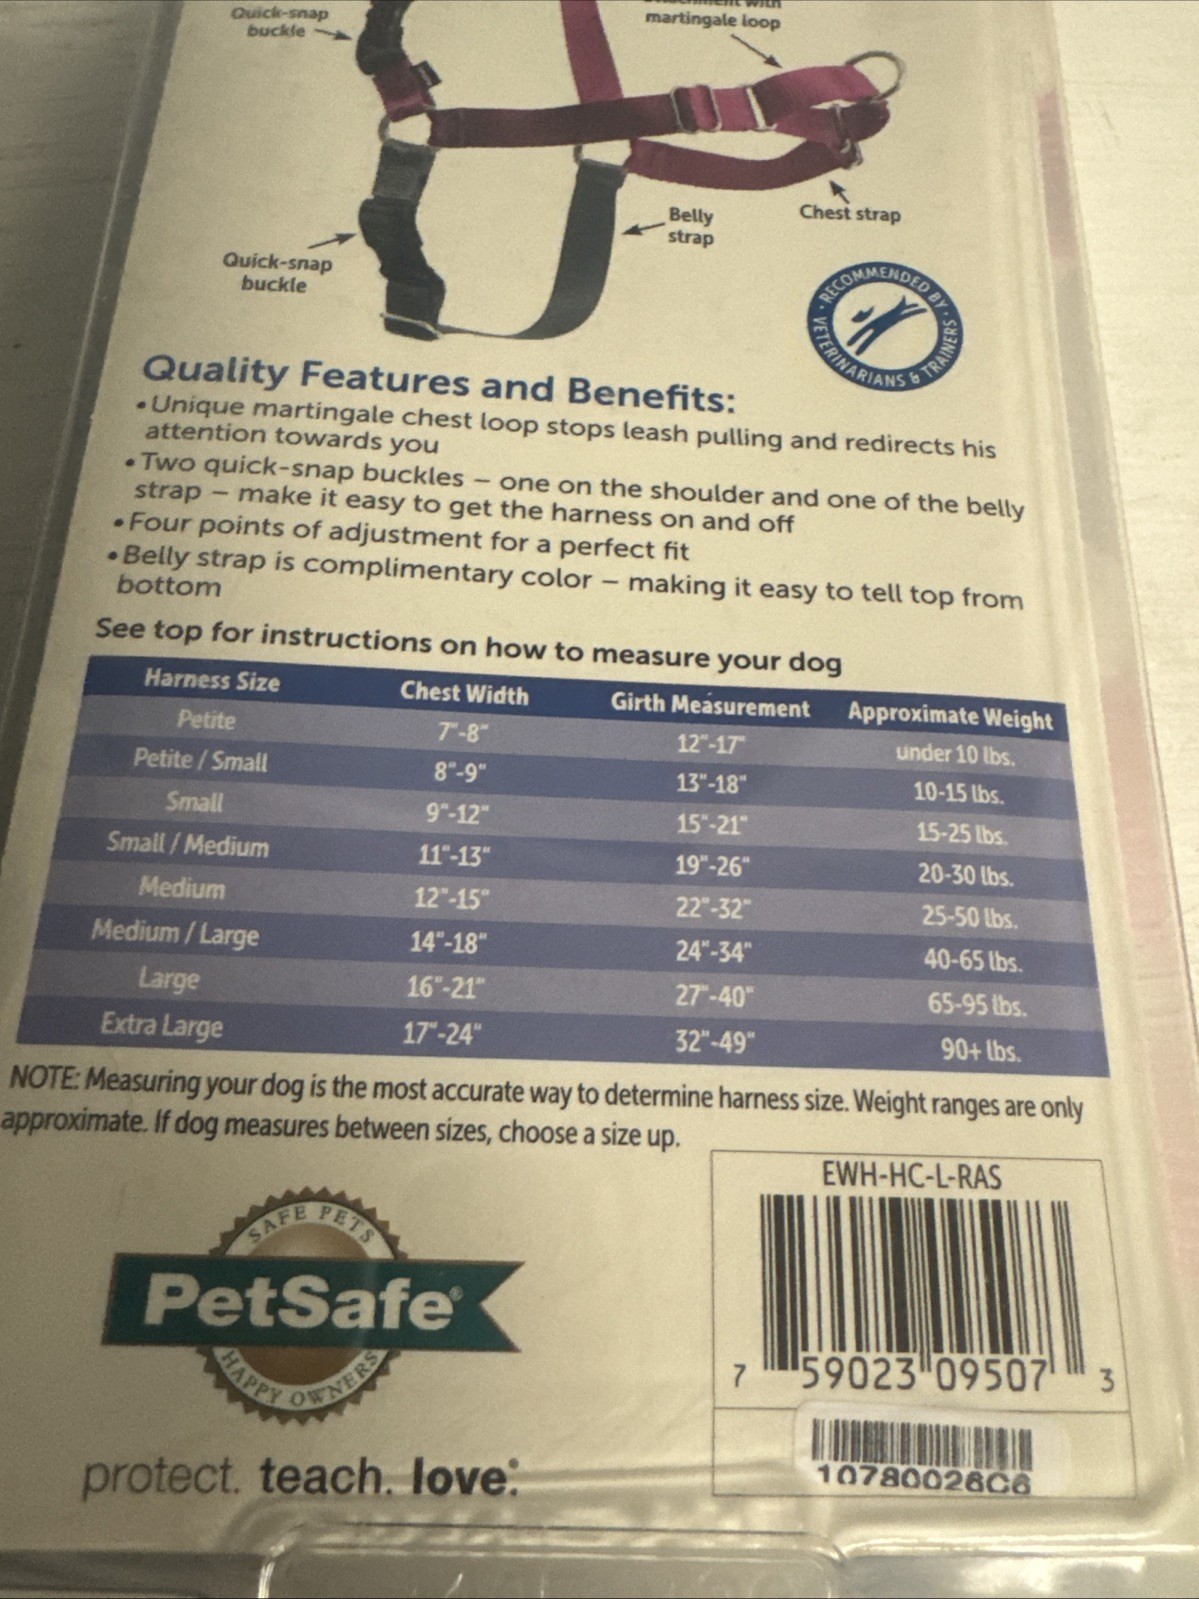 Quick-snap
buckle
with
martingale loop
Belly
strap
Chest strap
Quick-snap
buckle
RECOMMENDED BY • VETERINARIANS & TRAINERS •
Quality Features and Benefits:
•Unique martingale chest loop stops leash pulling and redirects his
attention towards you
•Two quick-snap buckles – one on the shoulder and one of the belly
strap – make it easy to get the harness on and off
•Four points of adjustment for a perfect fit
•Belly strap is complimentary color – making it easy to tell top from
bottom
See top for instructions on how to measure your dog
Harness Size Chest Width Girth Measurement Approximate Weight
Petite 7"-8" 12"-17" under 10 lbs.
Petite / Small 8"-9" 13"-18" 10-15 lbs.
Small 9"-12" 15"-21" 15-25 lbs.
Small / Medium 11"-13" 19"-26" 20-30 lbs.
Medium 12"-15" 22"-32" 25-50 lbs.
Medium / Large 14"-18" 24"-34" 40-65 lbs.
Large 16"-21" 27"-40" 65-95 lbs.
Extra Large 17"-24" 32"-49" 90+ lbs.
NOTE: Measuring your dog is the most accurate way to determine harness size. Weight ranges are only
approximate. If dog measures between sizes, choose a size up.
EWH-HC-L-RAS
7 59023 09507 3
SAFE PETS
PetSafe®
HAPPY OWNERS
protect. teach. love.